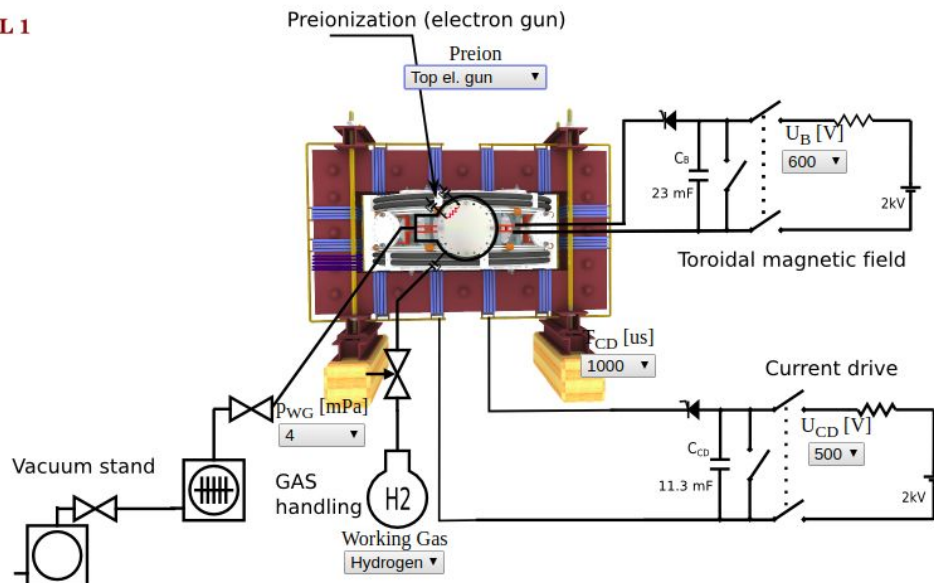 L 1
Preionization (electron gun)
Preion
Top el. gun
U_B [V]
600
C_B
23 mF
2kV
Toroidal magnetic field
T_CD [us]
1000
Current drive
p_WG [mPa]
4
U_CD [V]
500
C_CD
11.3 mF
2kV
Vacuum stand
GAS
handling
H2
Working Gas
Hydrogen